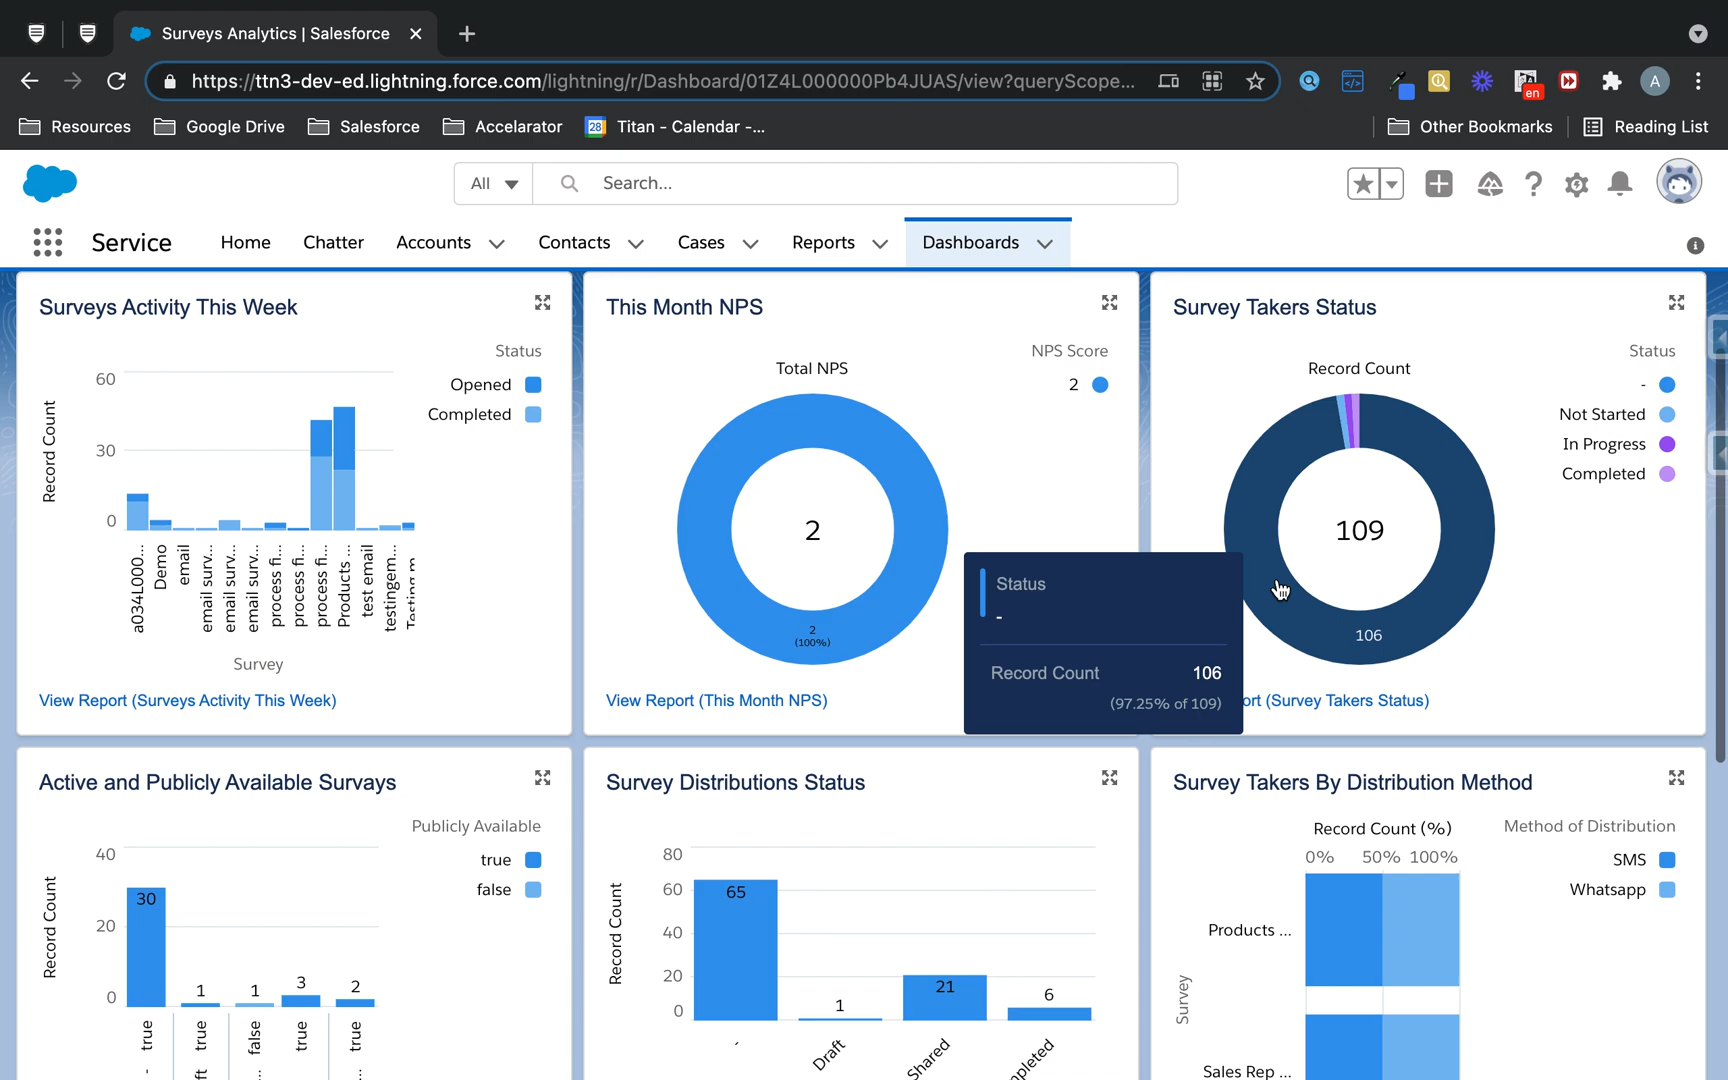 Surveys Analytics | Salesforce
https://ttn3-dev-ed.lightning.force.com/lightning/r/Dashboard/01Z4L000000Pb4JUAS/view?queryScope...
en
A
Resources
Google Drive
Salesforce
Accelarator
28
Titan - Calendar -...
Other Bookmarks
Reading List
All
Search...
Service
Home
Chatter
Accounts
Contacts
Cases
Reports
Dashboards
Surveys Activity This Week
Status
Opened
Completed
Record Count
60
30
0
a034L000...
Demo
email
email surv...
email surv...
email surv...
process fi...
process fi...
process fi...
Products ...
test email
testingem...
Survey
View Report (Surveys Activity This Week)
This Month NPS
NPS Score
2
Total NPS
2
2
(100%)
View Report (This Month NPS)
Survey Takers Status
Status
-
Not Started
In Progress
Completed
Record Count
109
106
Status
-
Record Count 106
(97.25% of 109)
ort (Survey Takers Status)
Active and Publicly Available Survays
Publicly Available
true
false
Record Count
40
20
0
30
1
1
3
2
true
true
false
true
true
-
ft
...
...
Survey Distributions Status
Record Count
80
60
40
20
0
65
1
21
6
-
Draft
Shared
mpleted
Survey Takers By Distribution Method
Record Count (%)
0% 50% 100%
Method of Distribution
SMS
Whatsapp
Survey
Products ...
Sales Rep ...